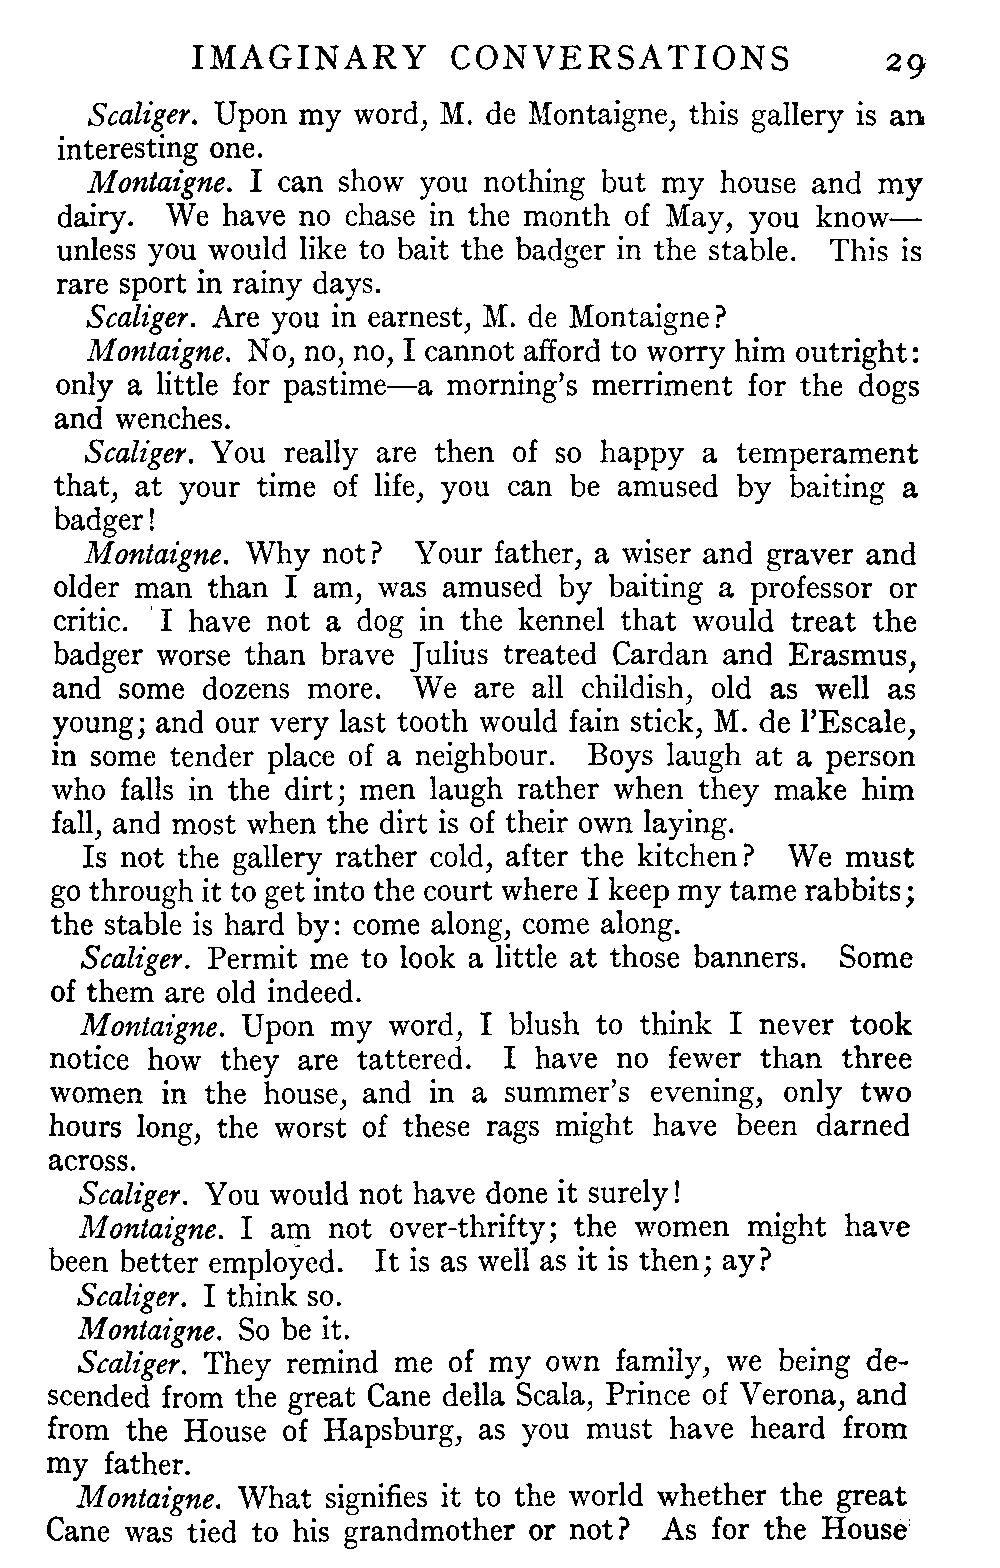 IMAGINARY CONVERSATIONS 29
Scaliger. Upon my word, M. de Montaigne, this gallery is an
interesting one.
Montaigne. I can show you nothing but my house and my
dairy. We have no chase in the month of May, you know—
unless you would like to bait the badger in the stable. This is
rare sport in rainy days.
Scaliger. Are you in earnest, M. de Montaigne?
Montaigne. No, no, no, I cannot afford to worry him outright:
only a little for pastime—a morning's merriment for the dogs
and wenches.
Scaliger. You really are then of so happy a temperament
that, at your time of life, you can be amused by baiting a
badger!
Montaigne. Why not? Your father, a wiser and graver and
older man than I am, was amused by baiting a professor or
critic. I have not a dog in the kennel that would treat the
badger worse than brave Julius treated Cardan and Erasmus,
and some dozens more. We are all childish, old as well as
young; and our very last tooth would fain stick, M. de l'Escale,
in some tender place of a neighbour. Boys laugh at a person
who falls in the dirt; men laugh rather when they make him
fall, and most when the dirt is of their own laying.
Is not the gallery rather cold, after the kitchen? We must
go through it to get into the court where I keep my tame rabbits;
the stable is hard by: come along, come along.
Scaliger. Permit me to look a little at those banners. Some
of them are old indeed.
Montaigne. Upon my word, I blush to think I never took
notice how they are tattered. I have no fewer than three
women in the house, and in a summer's evening, only two
hours long, the worst of these rags might have been darned
across.
Scaliger. You would not have done it surely!
Montaigne. I am not over-thrifty; the women might have
been better employed. It is as well as it is then; ay?
Scaliger. I think so.
Montaigne. So be it.
Scaliger. They remind me of my own family, we being de-
scended from the great Cane della Scala, Prince of Verona, and
from the House of Hapsburg, as you must have heard from
my father.
Montaigne. What signifies it to the world whether the great
Cane was tied to his grandmother or not? As for the House